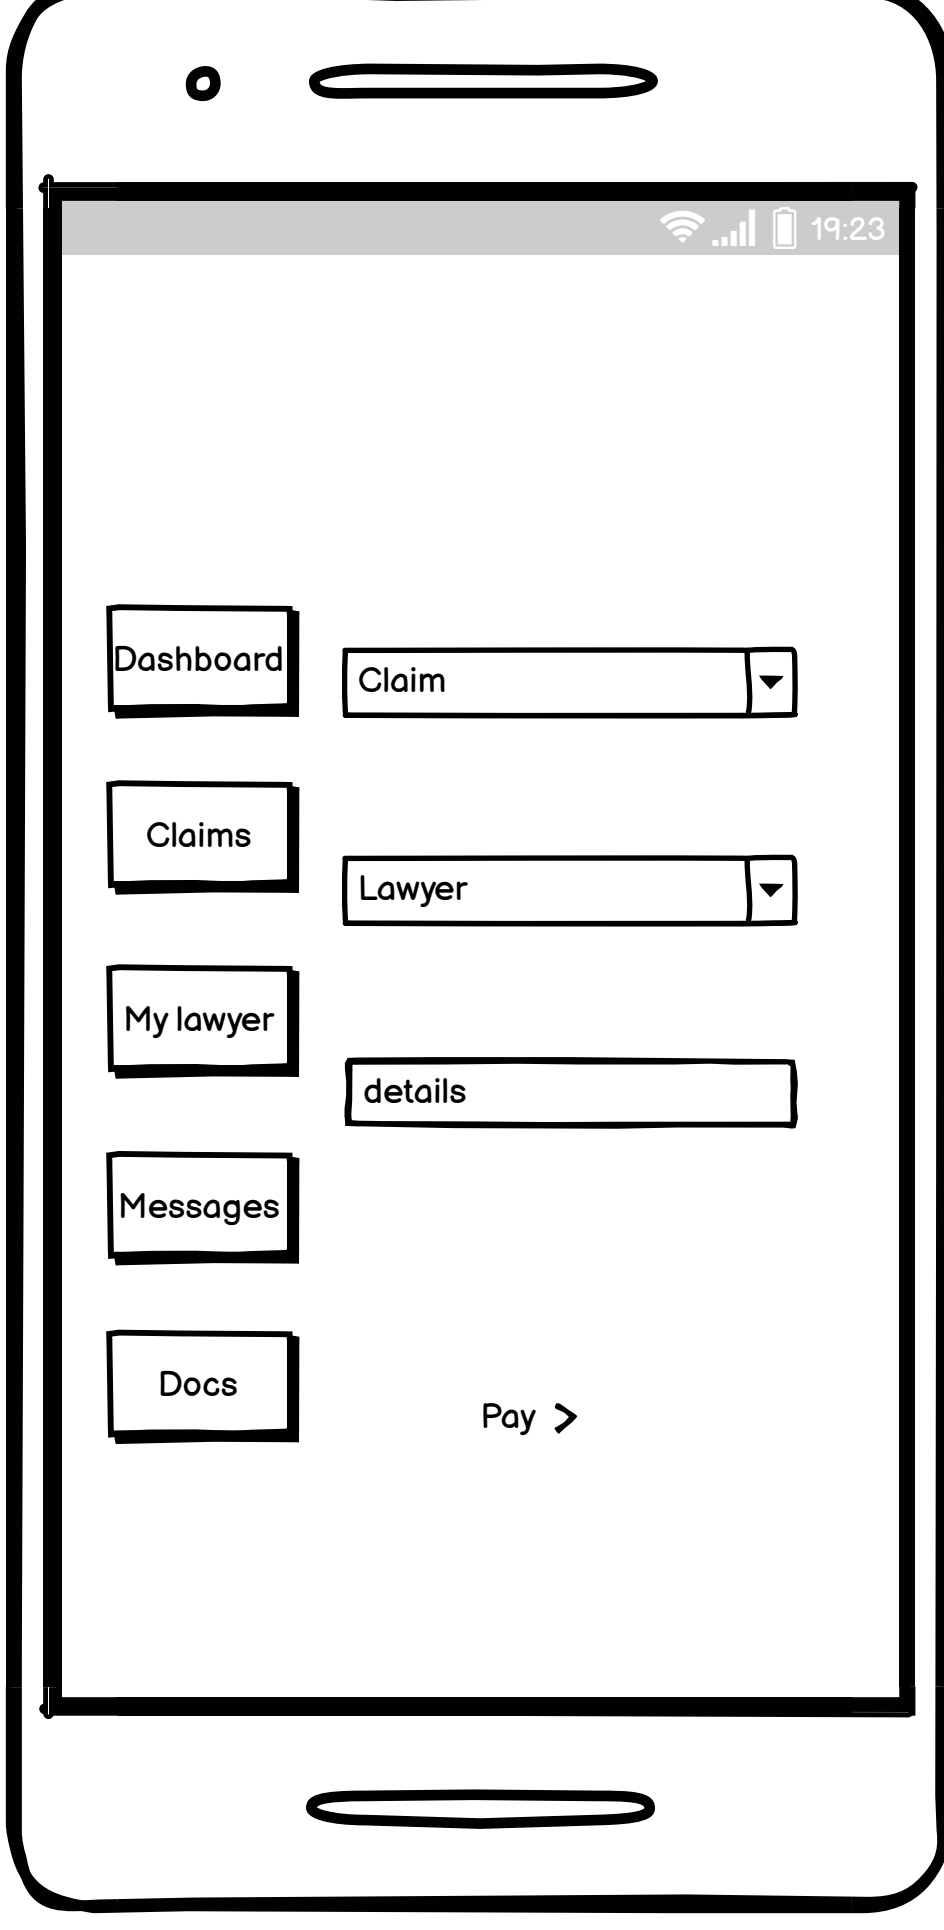 19:23
Dashboard
Claim
Claims
Lawyer
My lawyer
details
Messages
Docs
Pay >